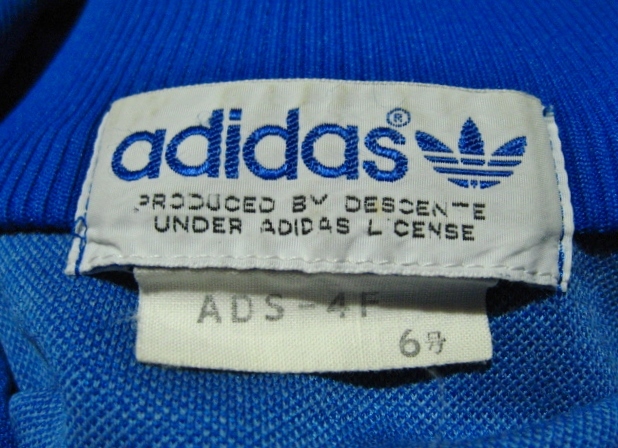 adidas®
PRODUCED BY DESCENTE
UNDER ADIDAS LICENSE
ADS-4F
6号